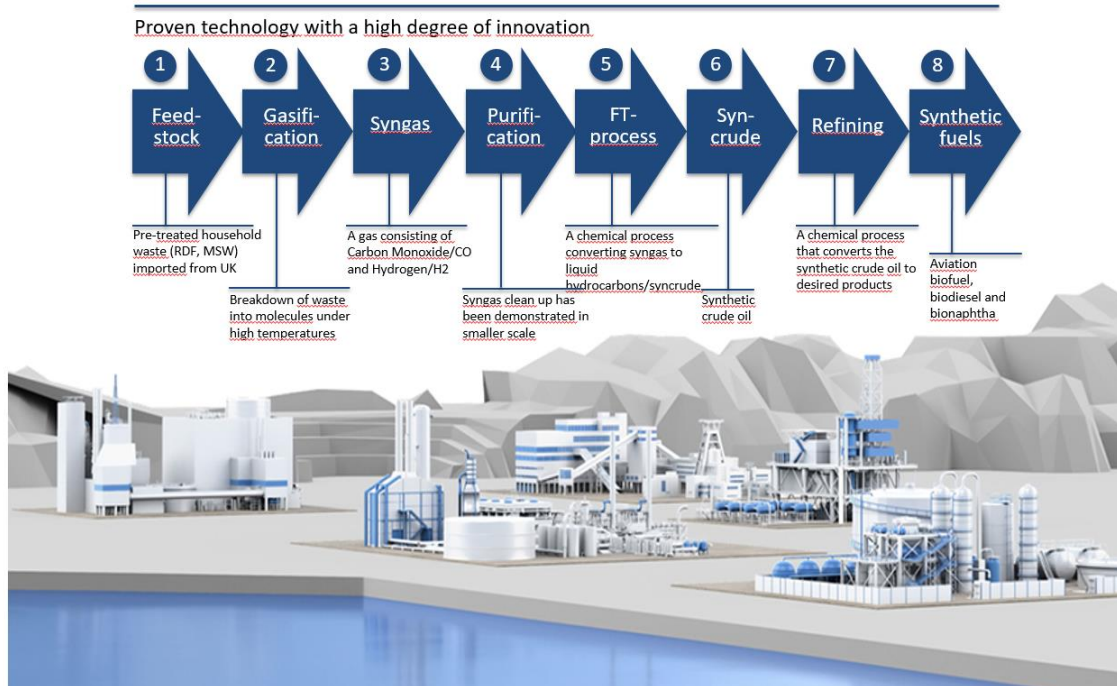 Proven technology with a high degree of innovation
1
Feed-
stock
Pre-treated household
waste (RDF, MSW)
imported from UK
2
Gasifi-
cation
Breakdown of waste
into molecules under
high temperatures
3
Syngas
A gas consisting of
Carbon Monoxide/CO
and Hydrogen/H2
4
Purifi-
cation
Syngas clean up has
been demonstrated in
smaller scale
5
FT-
process
A chemical process
converting syngas to
liquid
hydrocarbons/syncrude
6
Syn-
crude
Synthetic
crude oil
7
Refining
A chemical process
that converts the
synthetic crude oil to
desired products
8
Synthetic
fuels
Aviation
biofuel,
biodiesel and
bionaphtha